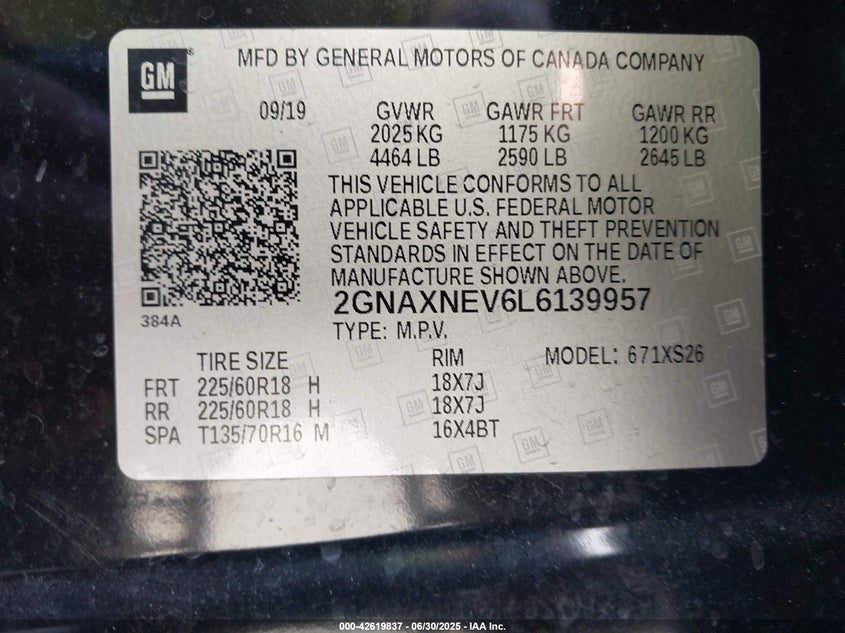 GM
MFD BY GENERAL MOTORS OF CANADA COMPANY
09/19 GVWR GAWR FRT GAWR RR
2025 KG 1175 KG 1200 KG
4464 LB 2590 LB 2645 LB
THIS VEHICLE CONFORMS TO ALL
APPLICABLE U.S. FEDERAL MOTOR
VEHICLE SAFETY AND THEFT PREVENTION
STANDARDS IN EFFECT ON THE DATE OF
MANUFACTURE SHOWN ABOVE.
384A
2GNAXNEV6L6139957
TYPE: M.P.V.
TIRE SIZE RIM MODEL: 671XS26
FRT 225/60R18 H 18X7J
RR 225/60R18 H 18X7J
SPA T135/70R16 M 16X4BT
000-42619837 - 06/30/2025 - IAA Inc.